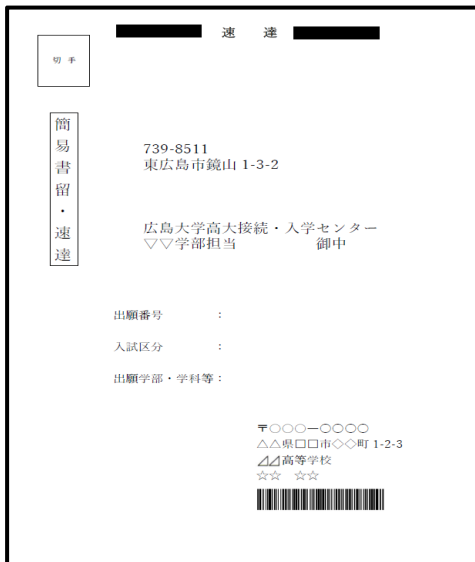 速 達
切 手
簡易書留・速達
739-8511
東広島市鏡山 1-3-2
広島大学高大接続・入学センター
▽▽学部担当 御中
出願番号 :
入試区分 :
出願学部・学科等:
〒○○○ー○○○○
△△県□□市◇◇町 1-2-3
⊿⊿高等学校
☆☆ ☆☆